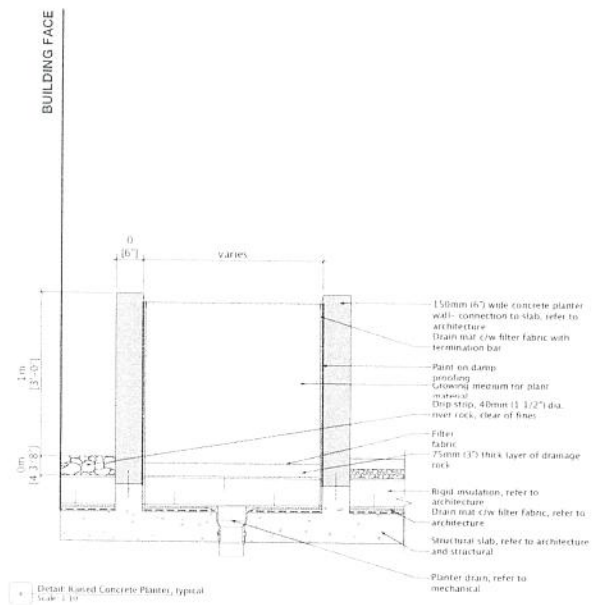 BUILDING FACE
0
[6"]
varies
1m
[3'-0"]
0m
[4 3/8"]
150mm (6") wide concrete planter
wall- connection to slab, refer to
architecture
Drain mat c/w filter fabric with
termination bar
Paint on damp
proofing
Growing medium for plant
material
Drip strip, 40mm (1 1/2") dia.
river rock, clear of fines
Filter
fabric
75mm (3") thick layer of drainage
rock
Rigid insulation, refer to
architecture
Drain mat c/w filter fabric, refer to
architecture
Structural slab, refer to architecture
and structural
Planter drain, refer to
mechanical
Detail: Raised Concrete Planter, typical
Scale: 1:10